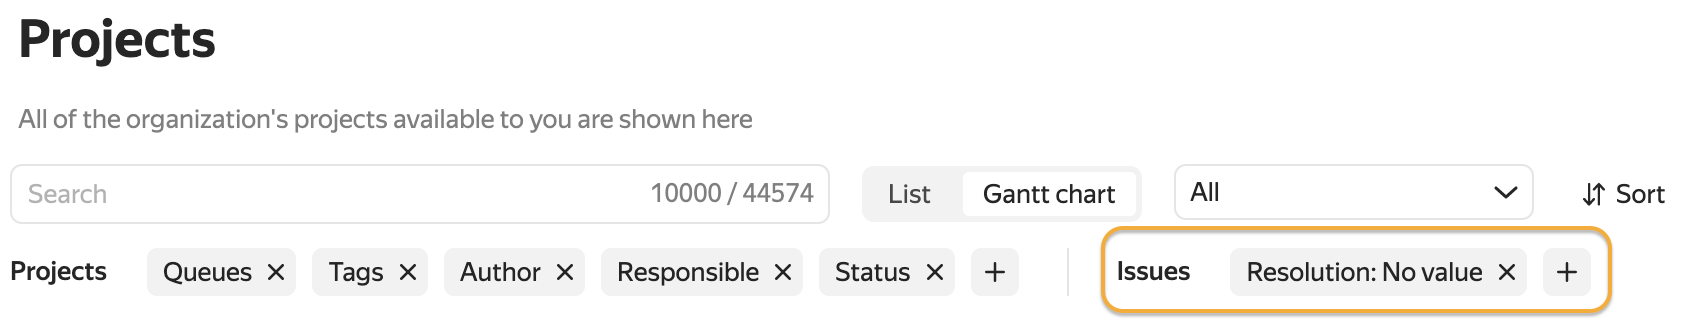 Projects
All of the organization's projects available to you are shown here
Search 10000 / 44574 List Gantt chart All Sort
Projects Queues Tags Author Responsible Status Issues Resolution: No value